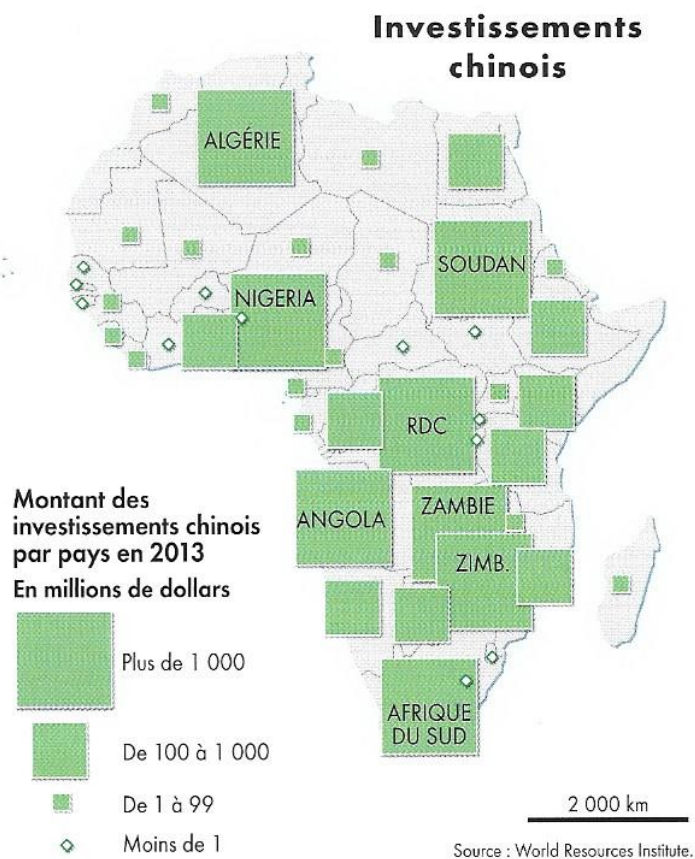 Investissements
chinois
ALGÉRIE
SOUDAN
NIGERIA
RDC
ANGOLA
ZAMBIE
ZIMB.
AFRIQUE
DU SUD
Montant des
investissements chinois
par pays en 2013
En millions de dollars
Plus de 1 000
De 100 à 1 000
De 1 à 99
Moins de 1
2 000 km
Source : World Resources Institute.